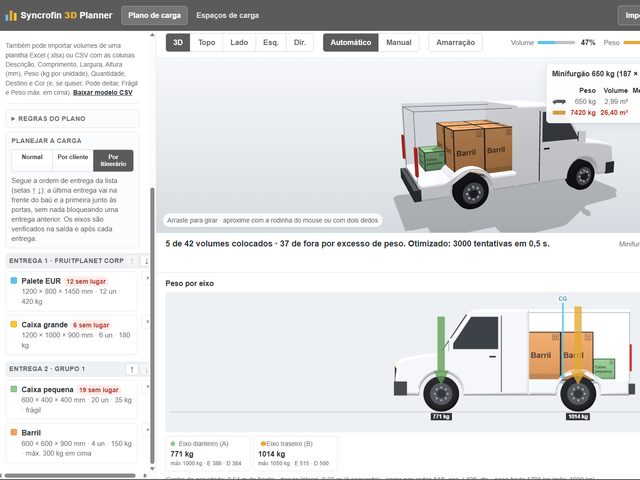 Syncrofin 3D Planner
Plano de carga
Espaços de carga
Também pode importar volumes de uma
planilha Excel (.xlsx) ou CSV com as colunas
Descrição, Comprimento, Largura, Altura
(mm), Peso (kg por unidade), Quantidade,
Destino e Cor (e, se quiser, Pode deitar, Frágil
e Peso máx. em cima). Baixar modelo CSV
▶ REGRAS DO PLANO
PLANEJAR A CARGA
Normal
Por cliente
Por itinerário
Segue a ordem de entrega da lista
(setas ↑ ↓): a última entrega vai na
frente do baú e a primeira junto às
portas, sem nada bloqueando uma
entrega anterior. Os eixos são
verificados na saída e após cada
entrega.
ENTREGA 1 · FRUITPLANET CORP ↑ ↓
Palete EUR 12 sem lugar
1200 × 800 × 1450 mm · 12 un ·
420 kg
Caixa grande 6 sem lugar
1200 × 1000 × 900 mm · 6 un · 180
kg
ENTREGA 2 · GRUPO 1 ↑ ↓
Caixa pequena 19 sem lugar
600 × 400 × 400 mm · 20 un · 35 kg
· frágil
Barril
600 × 600 × 900 mm · 4 un · 150 kg
· máx. 300 kg em cima
3D
Topo
Lado
Esq.
Dir.
Automático
Manual
Amarração
Volume 47% Peso
Minifurgão 650 kg (187 ×
Peso Volume
650 kg 2,99 m³
7420 kg 26,40 m³
Barril
Barril
Caixa pequena
Arraste para girar · aproxime com a rodinha do mouse ou com dois dedos
5 de 42 volumes colocados · 37 de fora por excesso de peso. Otimizado: 3000 tentativas em 0,5 s.
Peso por eixo
CG
Barril
Barril
Caixa pequena
771 kg
1014 kg
Eixo dianteiro (A)
771 kg
máx 1000 kg · E 386 · D 384
Eixo traseiro (B)
1014 kg
máx 1050 kg · E 515 · D 500